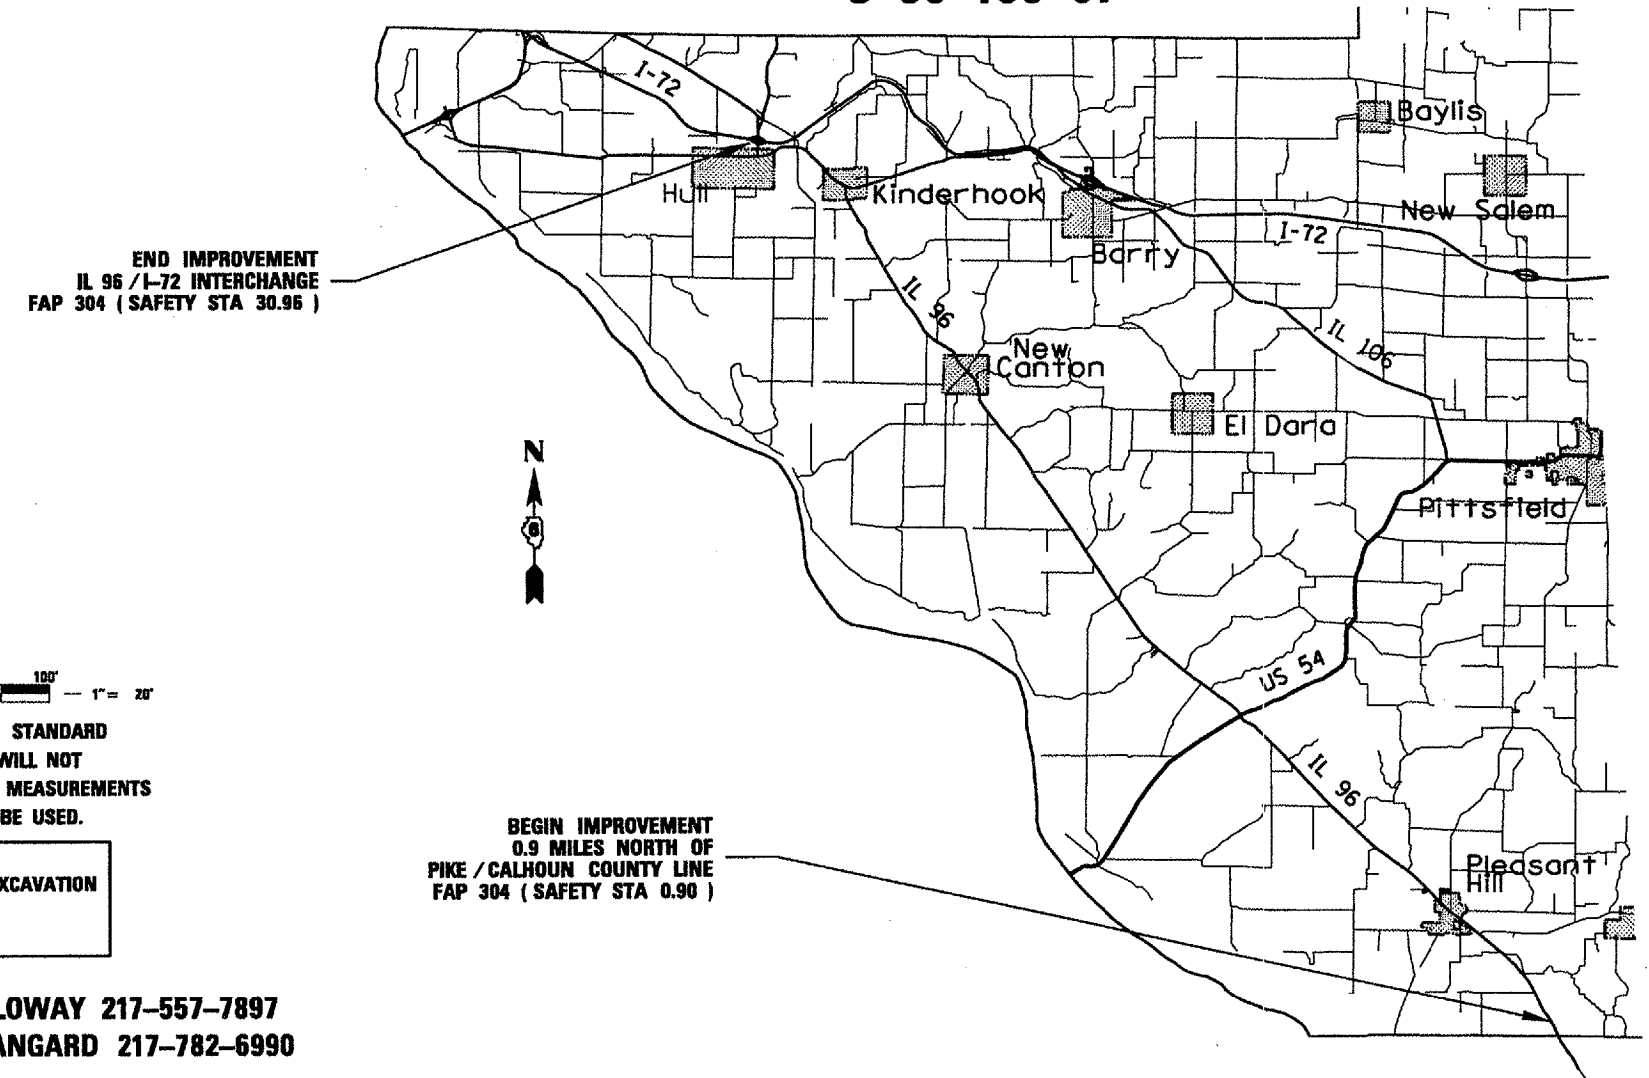 I-72
Baylis
Hull
Kinderhook
New Salem
Barry
I-72
END IMPROVEMENT
IL 96 / I-72 INTERCHANGE
FAP 304 ( SAFETY STA 30.96 )
IL 96
IL 106
New
Canton
El Dara
N
6
Pittsfield
US 54
100'
1"= 20'
STANDARD
WILL NOT
MEASUREMENTS
BE USED.
IL 96
BEGIN IMPROVEMENT
0.9 MILES NORTH OF
PIKE / CALHOUN COUNTY LINE
FAP 304 ( SAFETY STA 0.90 )
Pleasant
Hill
XCAVATION
LOWAY 217-557-7897
ANGARD 217-782-6990